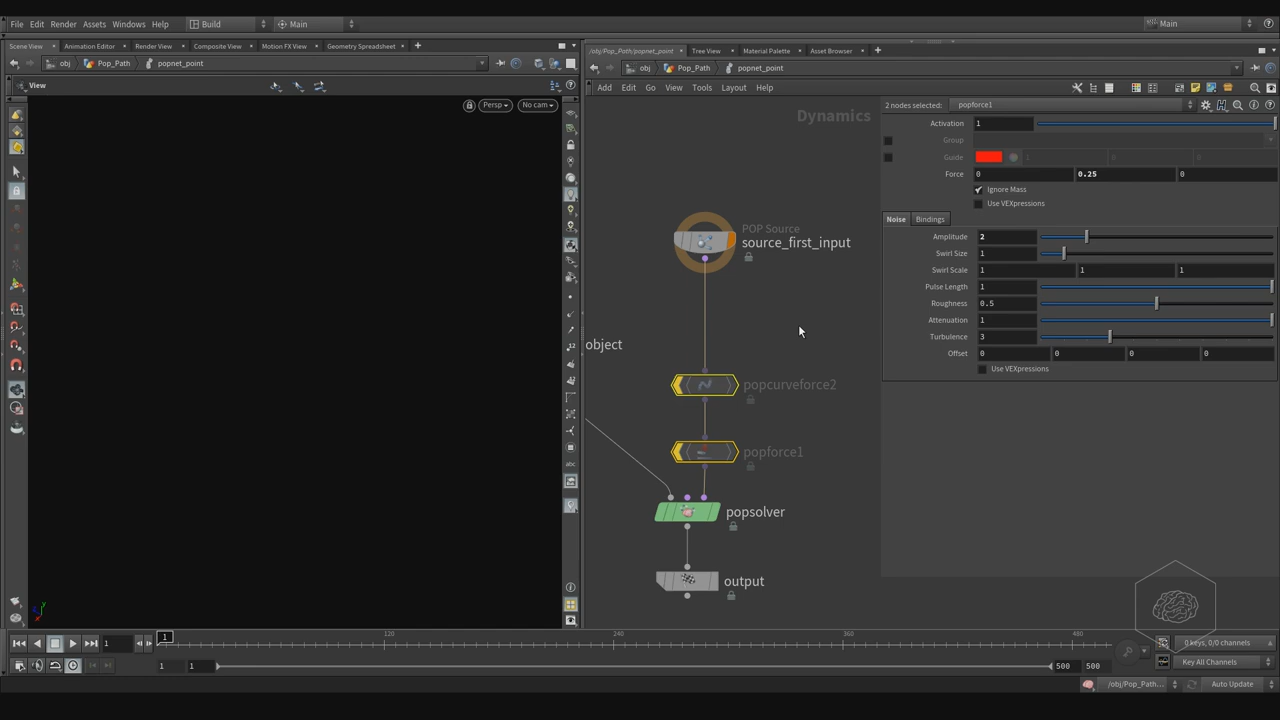 File Edit Render Assets Windows Help Build Main Main
Scene View Animation Editor Render View Composite View Motion FX View Geometry Spreadsheet
/obj/Pop_Path/popnet_point Tree View Material Palette Asset Browser
obj Pop_Path popnet_point
obj Pop_Path popnet_point
View
Add Edit Go View Tools Layout Help
Persp No cam
2 nodes selected: popforce1
Dynamics
Activation 1
Group
Guide 1 0 0
Force 0 0.25 0
Ignore Mass
Use VEXpressions
Noise Bindings
POP Source
source_first_input
Amplitude 2
Swirl Size 1
Swirl Scale 1 1 1
Pulse Length 1
Roughness 0.5
Attenuation 1
Turbulence 3
Offset 0 0 0 0
Use VEXpressions
object
popcurveforce2
popforce1
abc
popsolver
output
y
1 1 120 240 360 480
0 keys, 0/0 channels
1 1 500 500 Key All Channels
/obj/Pop_Path... Auto Update